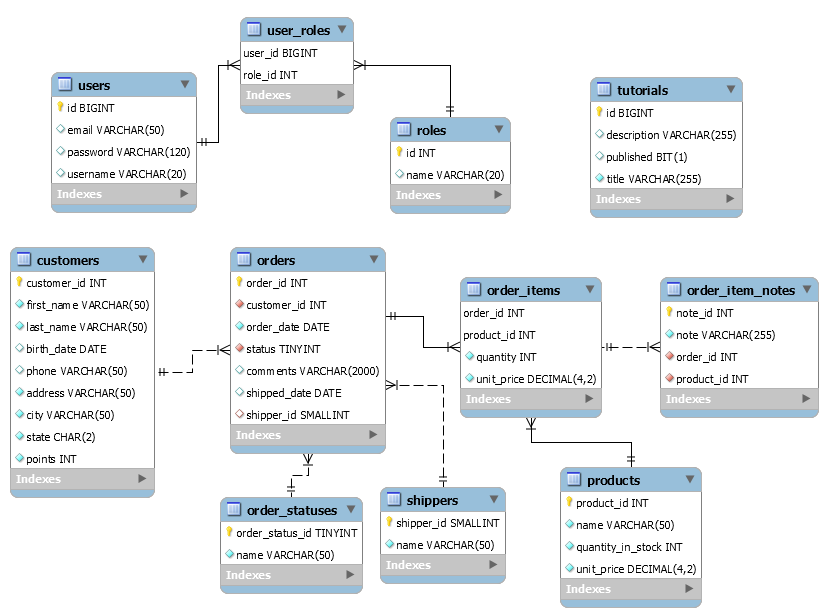 user_roles
user_id BIGINT
role_id INT
Indexes
users
id BIGINT
email VARCHAR(50)
password VARCHAR(120)
username VARCHAR(20)
Indexes
roles
id INT
name VARCHAR(20)
Indexes
tutorials
id BIGINT
description VARCHAR(255)
published BIT(1)
title VARCHAR(255)
Indexes
customers
customer_id INT
first_name VARCHAR(50)
last_name VARCHAR(50)
birth_date DATE
phone VARCHAR(50)
address VARCHAR(50)
city VARCHAR(50)
state CHAR(2)
points INT
Indexes
orders
order_id INT
customer_id INT
order_date DATE
status TINYINT
comments VARCHAR(2000)
shipped_date DATE
shipper_id SMALLINT
Indexes
order_items
order_id INT
product_id INT
quantity INT
unit_price DECIMAL(4,2)
Indexes
order_item_notes
note_id INT
note VARCHAR(255)
order_id INT
product_id INT
Indexes
order_statuses
order_status_id TINYINT
name VARCHAR(50)
Indexes
shippers
shipper_id SMALLINT
name VARCHAR(50)
Indexes
products
product_id INT
name VARCHAR(50)
quantity_in_stock INT
unit_price DECIMAL(4,2)
Indexes